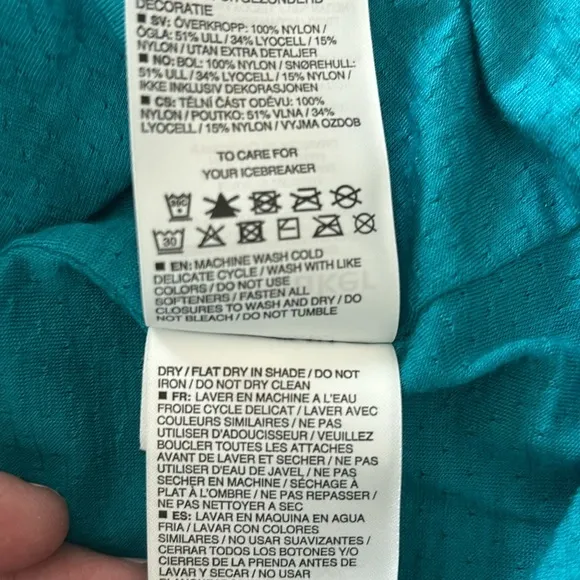 DECORATIE
■ SV: ÖVERKROPP: 100% NYLON /
ÖGLA: 51% ULL / 34% LYOCELL / 15%
NYLON / UTAN EXTRA DETALJER
■ NO: BOL: 100% NYLON / SNØREHULL:
51% ULL / 34% LYOCELL / 15% NYLON /
IKKE INKLUSIV DEKORASJONEN
■ CS: TĚLNÍ ČÁST ODĚVU: 100%
NYLON / POUTKO: 51% VLNA / 34%
LYOCELL / 15% NYLON / VYJMA OZDOB
TO CARE FOR
YOUR ICEBREAKER
30
■ EN: MACHINE WASH COLD
DELICATE CYCLE / WASH WITH LIKE
COLORS / DO NOT USE
SOFTENERS / FASTEN ALL
CLOSURES TO WASH AND DRY / DO
NOT BLEACH / DO NOT TUMBLE
DRY / FLAT DRY IN SHADE / DO NOT
IRON / DO NOT DRY CLEAN
■ FR: LAVER EN MACHINE A L'EAU
FROIDE CYCLE DELICAT / LAVER AVEC
COULEURS SIMILAIRES / NE PAS
UTILISER D'ADOUCISSEUR / VEUILLEZ
BOUCLER TOUTES LES ATTACHES
AVANT DE LAVER ET SECHER / NE PAS
UTILISER D'EAU DE JAVEL / NE PAS
SECHER EN MACHINE / SÉCHAGE À
PLAT À L'OMBRE / NE PAS REPASSER /
NE PAS NETTOYER A SEC
■ ES: LAVAR EN MAQUINA EN AGUA
FRIA / LAVAR CON COLORES
SIMILARES / NO USAR SUAVIZANTES /
CERRAR TODOS LOS BOTONES Y/O
CIERRES DE LA PRENDA ANTES DE
LAVAR Y SECAR / NO USAR